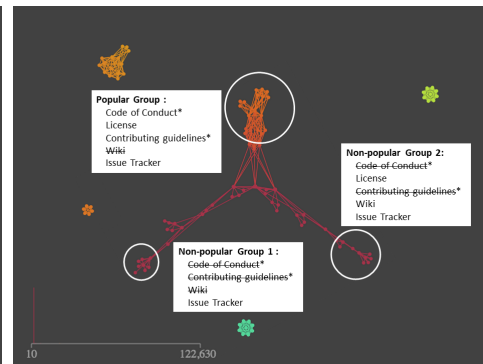 Popular Group :
Code of Conduct*
License
Contributing guidelines*
Wiki
Issue Tracker
Non-popular Group 2:
Code of Conduct*
License
Contributing guidelines*
Wiki
Issue Tracker
Non-popular Group 1 :
Code of Conduct*
Contributing guidelines*
Wiki
Issue Tracker
10 122,630